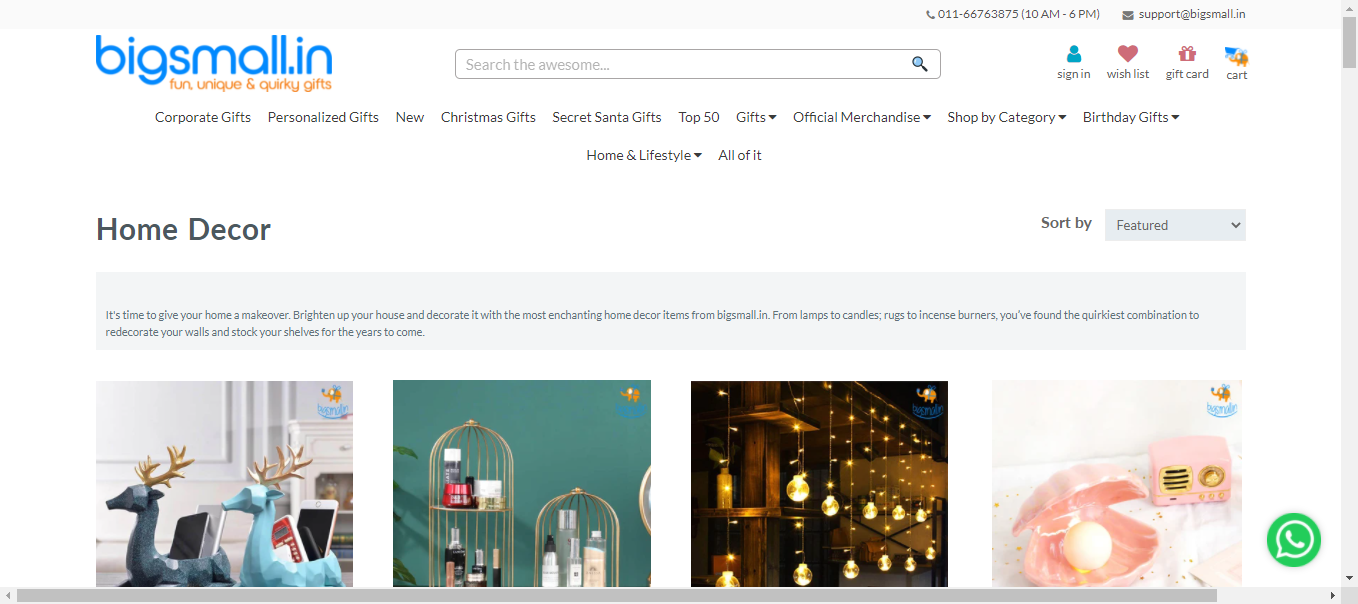 011-66763875 (10 AM - 6 PM) support@bigsmall.in
bigsmall.in
fun, unique & quirky gifts
Search the awesome...
sign in wish list gift card cart
Corporate Gifts Personalized Gifts New Christmas Gifts Secret Santa Gifts Top 50 Gifts Official Merchandise Shop by Category Birthday Gifts
Home & Lifestyle All of it
Home Decor
Sort by Featured
It's time to give your home a makeover. Brighten up your house and decorate it with the most enchanting home decor items from bigsmall.in. From lamps to candles; rugs to incense burners, you've found the quirkiest combination to
redecorate your walls and stock your shelves for the years to come.
bigsmall.in bigsmall.in bigsmall.in bigsmall.in